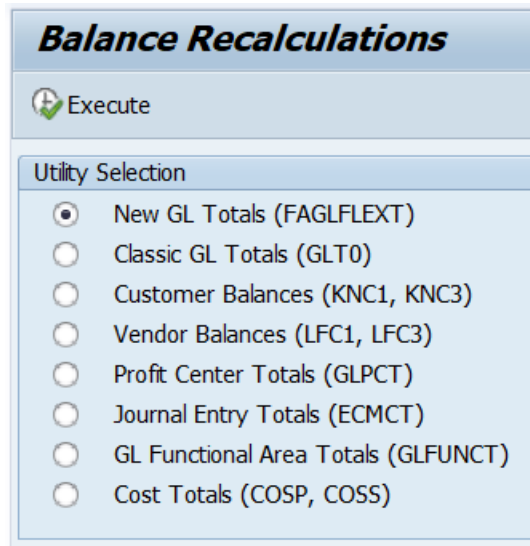 Balance Recalculations
Execute
Utility Selection
New GL Totals (FAGLFLEXT)
Classic GL Totals (GLT0)
Customer Balances (KNC1, KNC3)
Vendor Balances (LFC1, LFC3)
Profit Center Totals (GLPCT)
Journal Entry Totals (ECMCT)
GL Functional Area Totals (GLFUNCT)
Cost Totals (COSP, COSS)